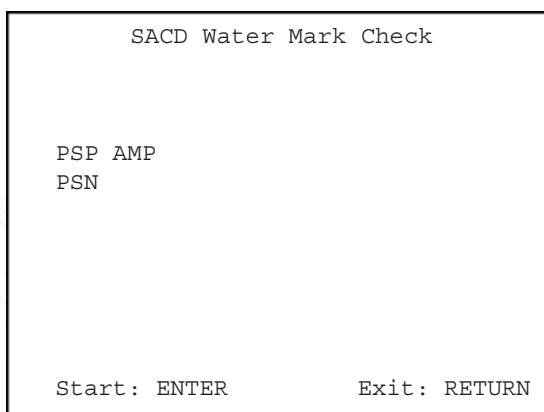 SACD Water Mark Check
PSP AMP
PSN
Start: ENTER Exit: RETURN